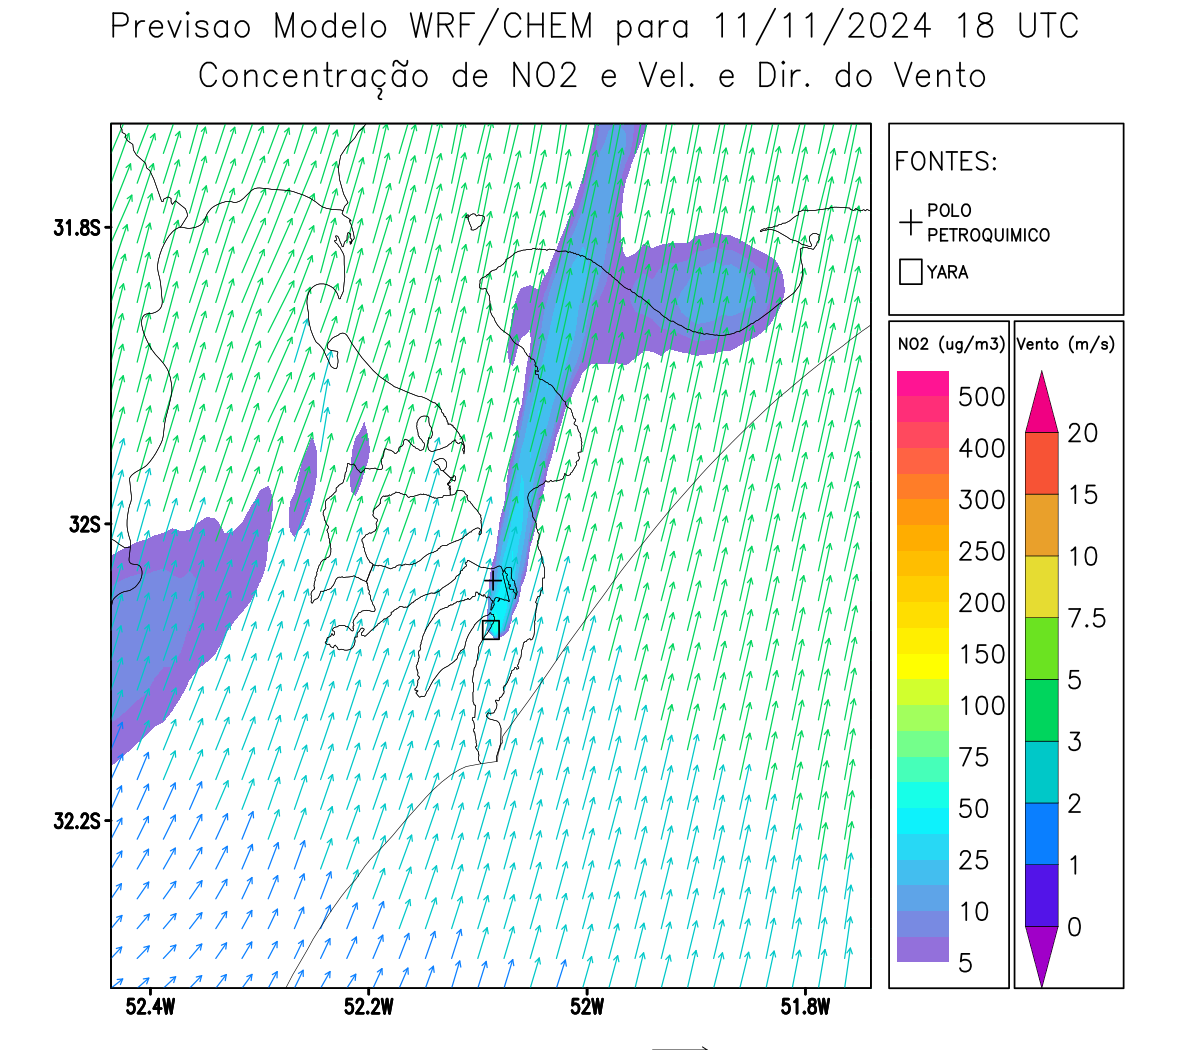 Previsao Modelo WRF/CHEM para 11/11/2024 18 UTC
Concentração de NO2 e Vel. e Dir. do Vento
FONTES:
POLO
PETROQUIMICO
YARA
NO2 (ug/m3)
500
400
300
250
200
150
100
75
50
25
10
5
Vento (m/s)
20
15
10
7.5
5
3
2
1
0
31.8S
32S
32.2S
52.4W
52.2W
52W
51.8W